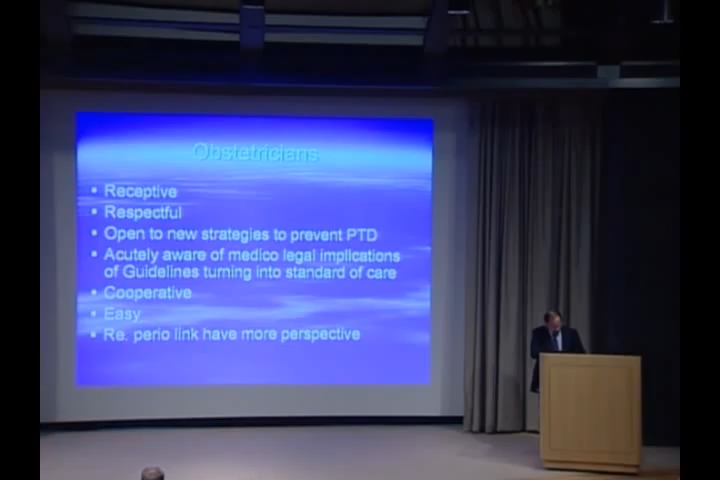 Obstetricians
▪ Receptive
▪ Respectful
▪ Open to new strategies to prevent PTD
▪ Acutely aware of medico legal implications
of Guidelines turning into standard of care
▪ Cooperative
▪ Easy
▪ Re. perio link have more perspective